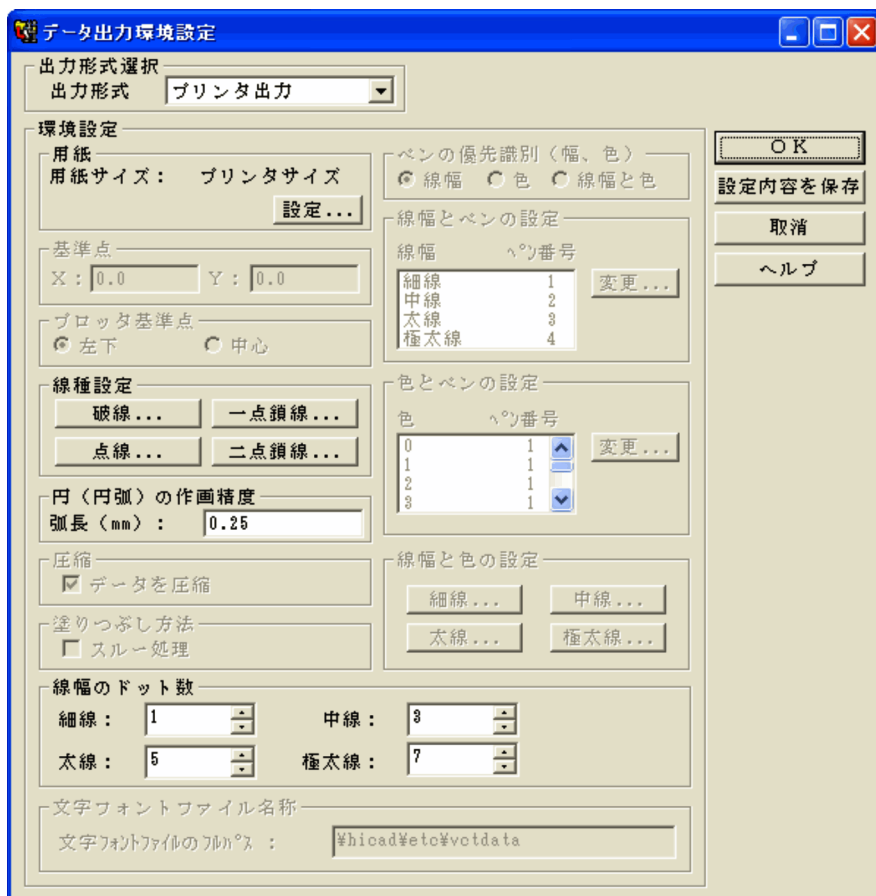 データ出力環境設定
出力形式選択
出力形式 プリンタ出力
環境設定
用紙
用紙サイズ： プリンタサイズ
設定...
基準点
X：0.0 Y：0.0
プロッタ基準点
左下 中心
線種設定
破線... 一点鎖線...
点線... 二点鎖線...
円（円弧）の作画精度
弧長（mm）： 0.25
圧縮
データを圧縮
塗りつぶし方法
スルー処理
ペンの優先識別（幅、色）
線幅 色 線幅と色
線幅とペンの設定
線幅 ﾍﾟﾝ番号
細線 1
中線 2
太線 3
極太線 4
変更...
色とペンの設定
色 ﾍﾟﾝ番号
0 1
1 1
2 1
3 1
変更...
線幅と色の設定
細線... 中線...
太線... 極太線...
線幅のドット数
細線： 1 中線： 3
太線： 5 極太線： 7
文字フォントファイル名称
文字ﾌｫﾝﾄﾌｧｲﾙのﾌﾙﾊﾟｽ ： ¥hicad¥etc¥vctdata
ＯＫ
設定内容を保存
取消
ヘルプ